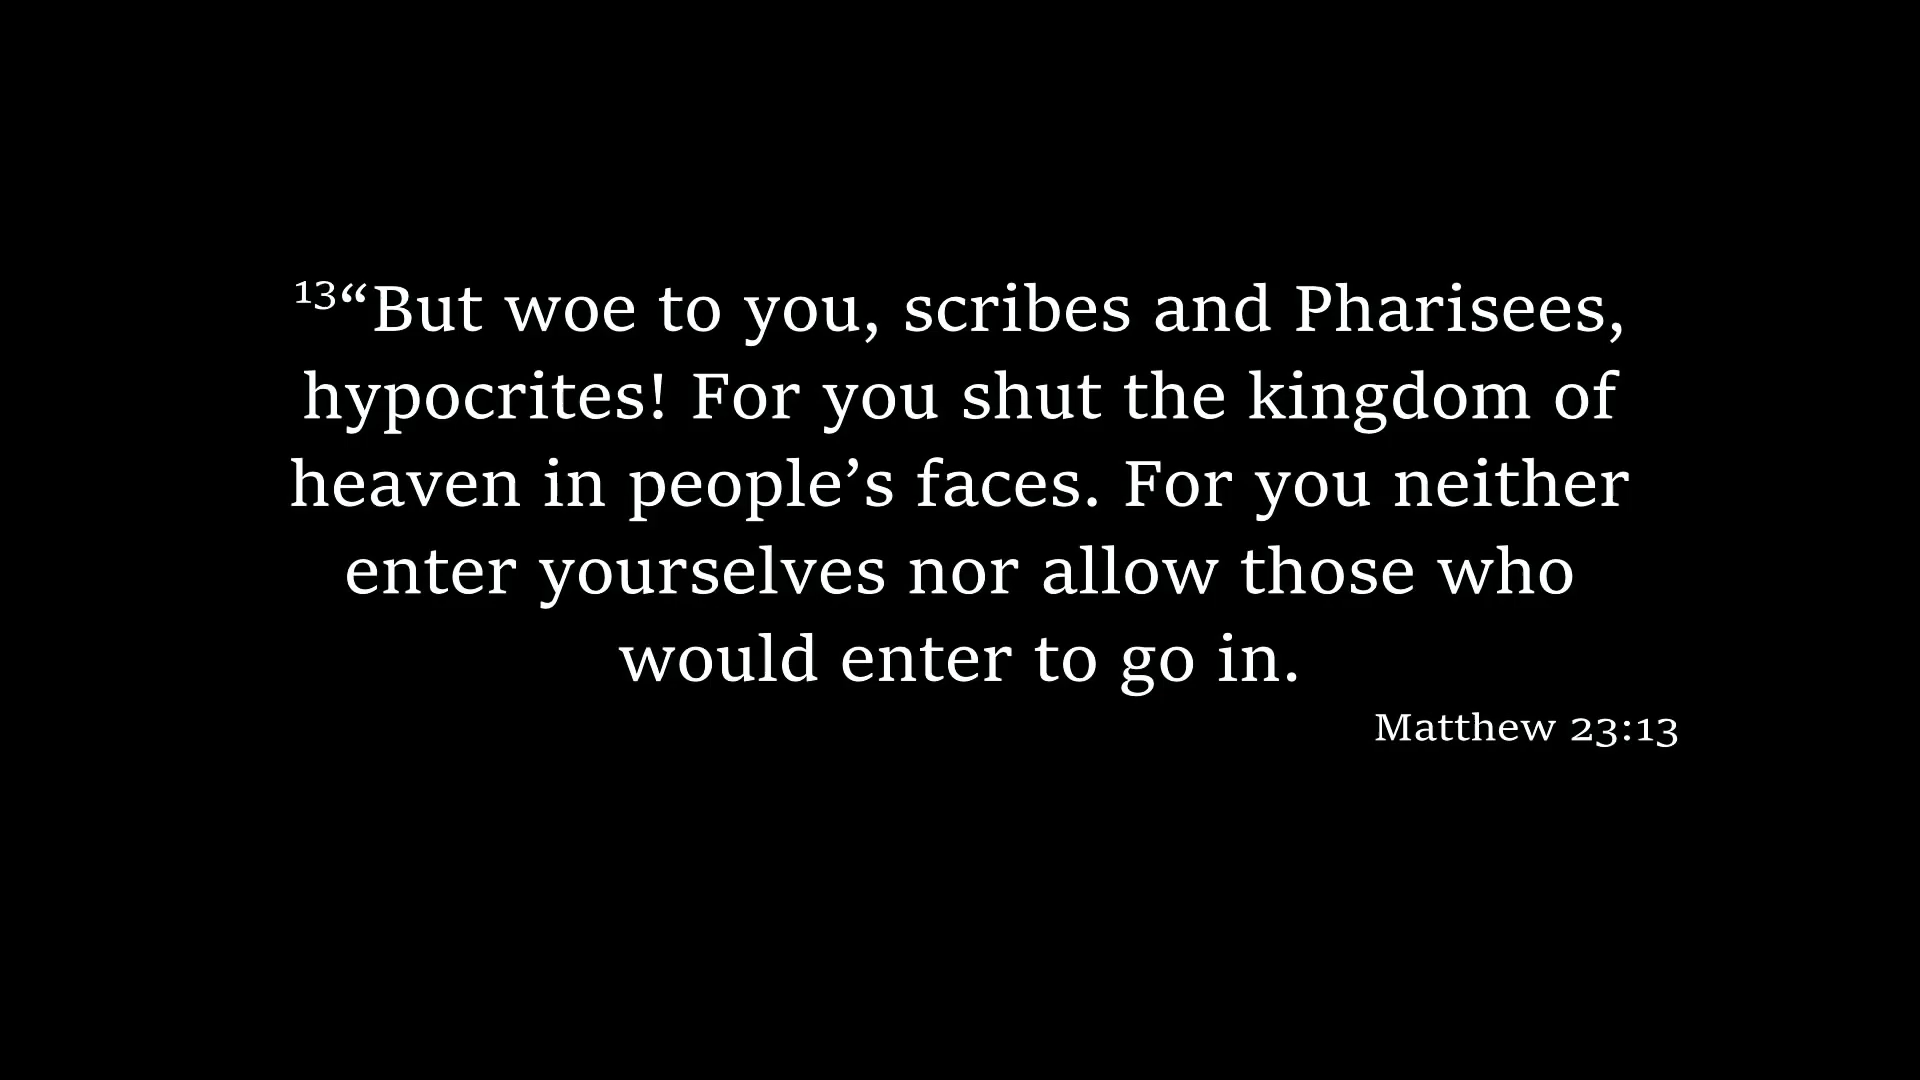 ¹³“But woe to you, scribes and Pharisees,
hypocrites! For you shut the kingdom of
heaven in people’s faces. For you neither
enter yourselves nor allow those who
would enter to go in.
Matthew 23:13